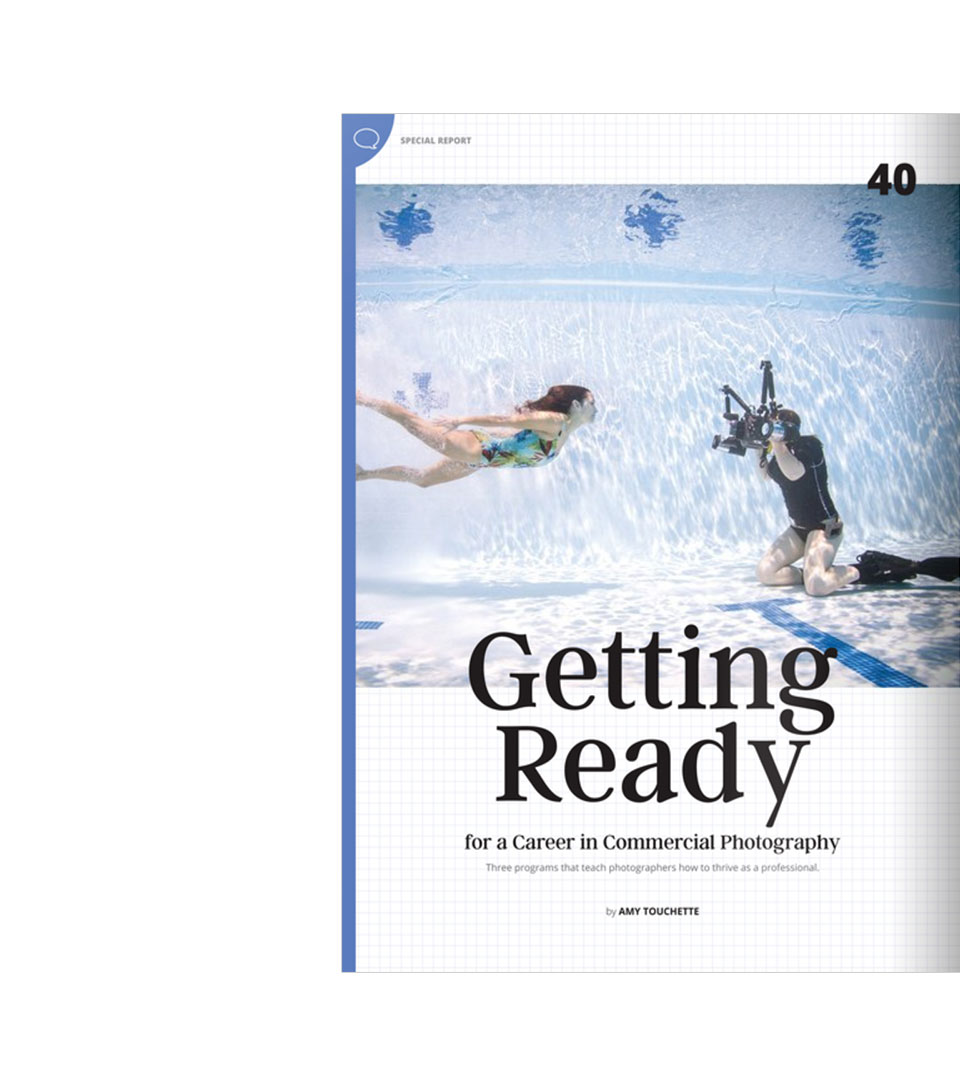 SPECIAL REPORT
40
Getting
Ready
for a Career in Commercial Photography
Three programs that teach photographers how to thrive as a professional.
by AMY TOUCHETTE